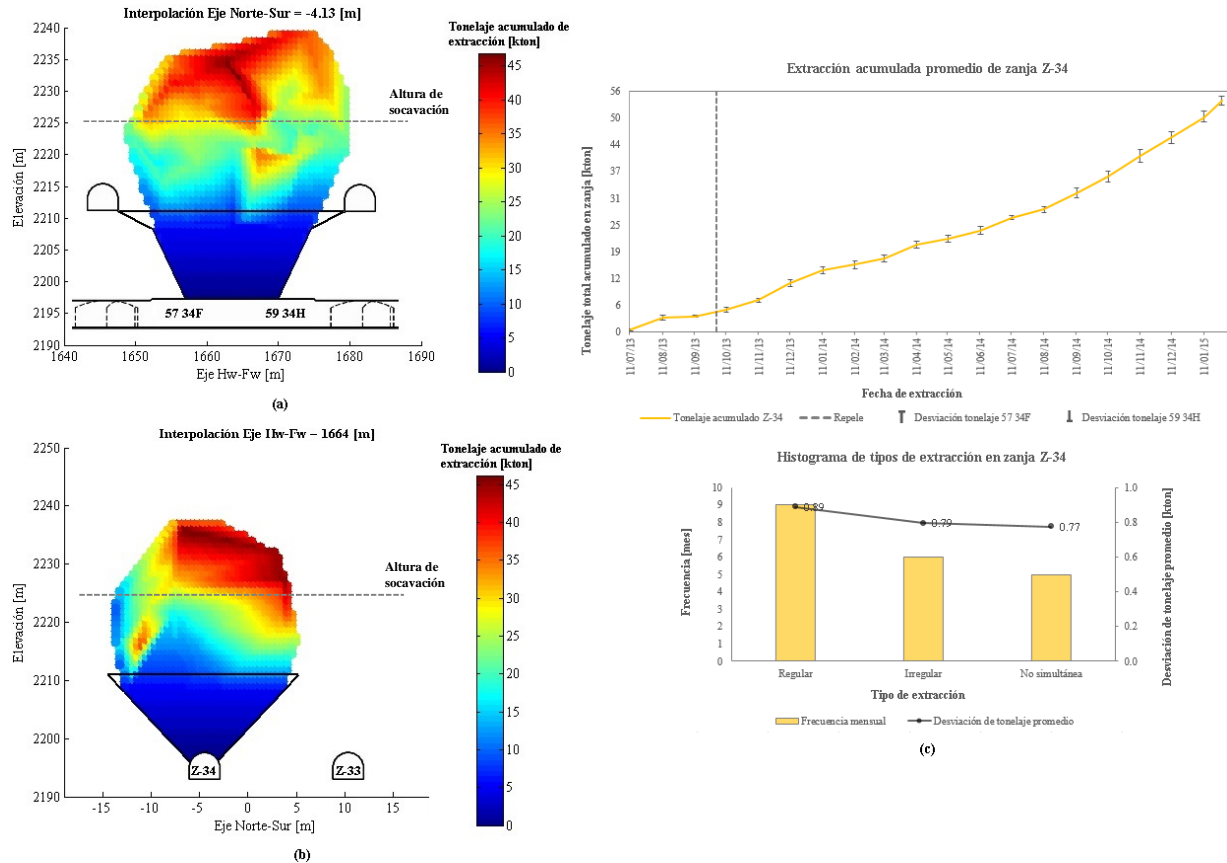 Interpolación Eje Norte-Sur = -4.13 [m]
Tonelaje acumulado de
extracción [kton]
2240
2235
2230
2225
2220
2215
2210
2205
2200
2195
2190
Elevación [m]
Altura de
socavación
57 34F
59 34H
1640
1650
1660
1670
1680
1690
Eje Hw-Fw [m]
45
40
35
30
25
20
15
10
5
0
(a)
Interpolación Eje Hw-Fw – 1664 [m]
Tonelaje acumulado de
extracción [kton]
2250
2240
2230
2220
2210
2200
2190
Elevación [m]
Altura de
socavación
Z-34
Z-33
-15
-10
-5
0
5
10
15
Eje Norte-Sur [m]
45
40
35
30
25
20
15
10
5
0
(b)
Extracción acumulada promedio de zanja Z-34
Tonelaje total acumulado en zanja [kton]
56
50
44
37
31
25
19
12
6
0
11/07/13
11/08/13
11/09/13
11/10/13
11/11/13
11/12/13
11/01/14
11/02/14
11/03/14
11/04/14
11/05/14
11/06/14
11/07/14
11/08/14
11/09/14
11/10/14
11/11/14
11/12/14
11/01/15
Fecha de extracción
Tonelaje acumulado Z-34
Repele
Desviación tonelaje 57 34F
Desviación tonelaje 59 34H
Histograma de tipos de extracción en zanja Z-34
Frecuencia [mes]
10
9
8
7
6
5
4
3
2
1
0
0.89
0.79
0.77
1.0
0.8
0.6
0.4
0.2
0.0
Desviación de tonelaje promedio [kton]
Regular
Irregular
No simultánea
Tipo de extracción
Frecuencia mensual
Desviación de tonelaje promedio
(c)